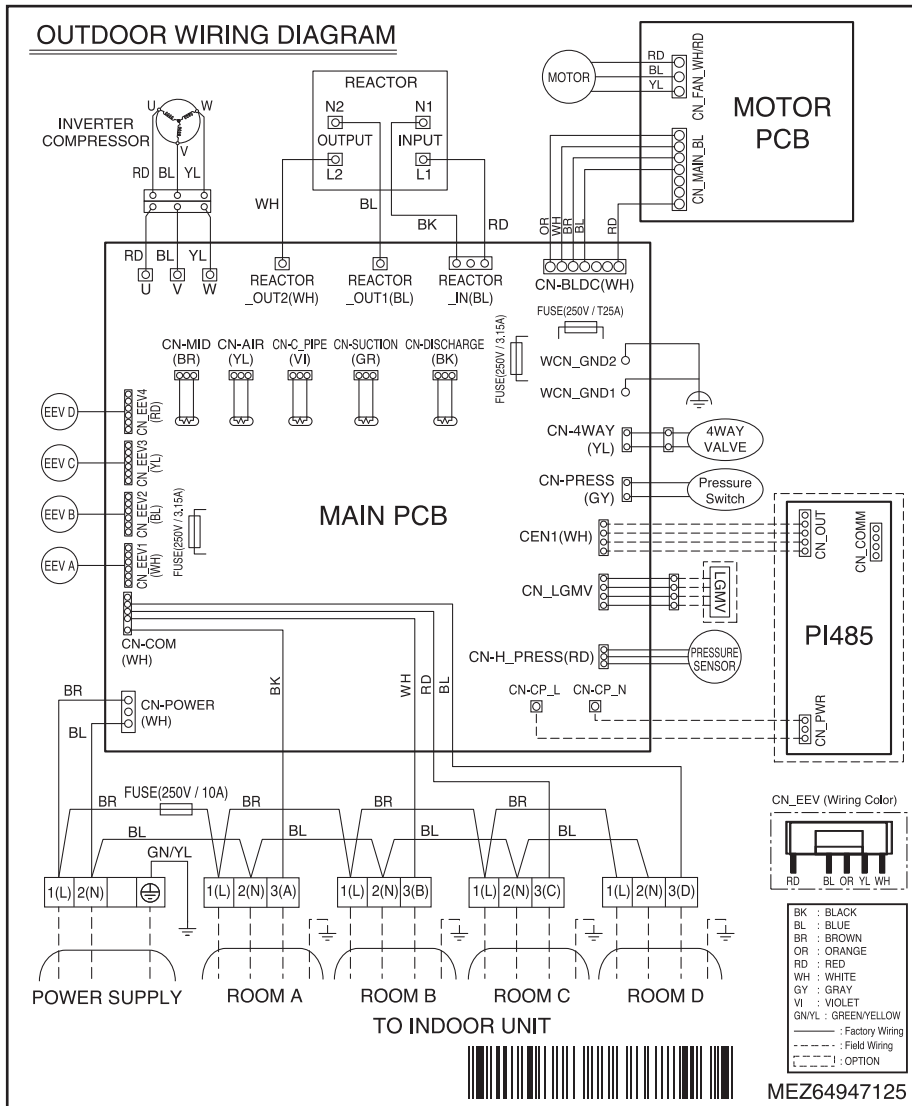 OUTDOOR WIRING DIAGRAM
INVERTER
COMPRESSOR
U
W
V
RD BL YL
RD BL YL
U V W
REACTOR
N2 N1
OUTPUT INPUT
L2 L1
WH
BL
BK
RD
REACTOR
_OUT2(WH)
REACTOR
_OUT1(BL)
REACTOR
_IN(BL)
MOTOR
RD
BL
YL
CN_FAN_WH/RD
CN_MAIN_BL
MOTOR
PCB
OR
WH
BR
BL
RD
CN-BLDC(WH)
FUSE(250V / T25A)
FUSE(250V / 3.15A)
CN-MID
(BR)
CN-AIR
(YL)
CN-C_PIPE
(VI)
CN-SUCTION
(GR)
CN-DISCHARGE
(BK)
WCN_GND2
WCN_GND1
CN-4WAY
(YL)
4WAY
VALVE
CN-PRESS
(GY)
Pressure
Switch
EEV D
CN_EEV4
(RD)
EEV C
CN_EEV3
(YL)
EEV B
CN_EEV2
(BL)
EEV A
CN_EEV1
(WH)
FUSE(250V / 3.15A)
MAIN PCB
CEN1(WH)
CN_LGMV
LGMV
CN-H_PRESS(RD)
PRESSURE
SENSOR
CN-CP_L CN-CP_N
CN_OUT
CN_COMM
PI485
CN_PWR
CN-COM
(WH)
CN-POWER
(WH)
BR
BL
BK
WH
RD
BL
FUSE(250V / 10A)
BR BR BR
BL BL BL
GN/YL
1(L) 2(N)
1(L) 2(N) 3(A)
1(L) 2(N) 3(B)
1(L) 2(N) 3(C)
1(L) 2(N) 3(D)
POWER SUPPLY ROOM A ROOM B ROOM C ROOM D
TO INDOOR UNIT
CN_EEV (Wiring Color)
RD BL OR YL WH
BK : BLACK
BL : BLUE
BR : BROWN
OR : ORANGE
RD : RED
WH : WHITE
GY : GRAY
VI : VIOLET
GN/YL : GREEN/YELLOW
: Factory Wiring
: Field Wiring
: OPTION
MEZ64947125